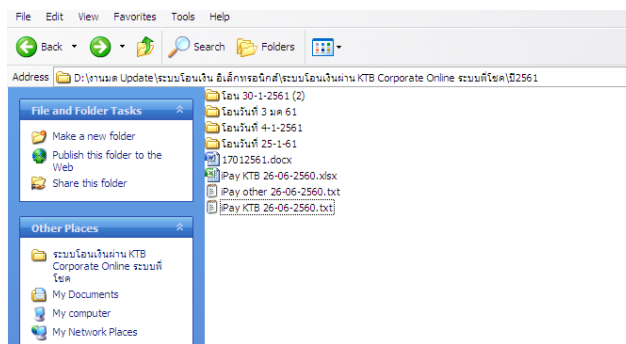 File Edit View Favorites Tools Help
Back Search Folders
Address D:\งานมด Update\ระบบโอนเงิน อิเล็กทรอนิกส์\ระบบโอนเงินผ่าน KTB Corporate Online ระบบพี่โชค\ปี2561
File and Folder Tasks
Make a new folder
Publish this folder to the
Web
Share this folder
Other Places
ระบบโอนเงินผ่าน KTB
Corporate Online ระบบพี่
โชค
My Documents
My computer
My Network Places
โอน 30-1-2561 (2)
โอนวันที่ 3 มค 61
โอนวันที่ 4-1-2561
โอนวันที่ 25-1-61
17012561.docx
iPay KTB 26-06-2560.xlsx
iPay other 26-06-2560.txt
iPay KTB 26-06-2560.txt